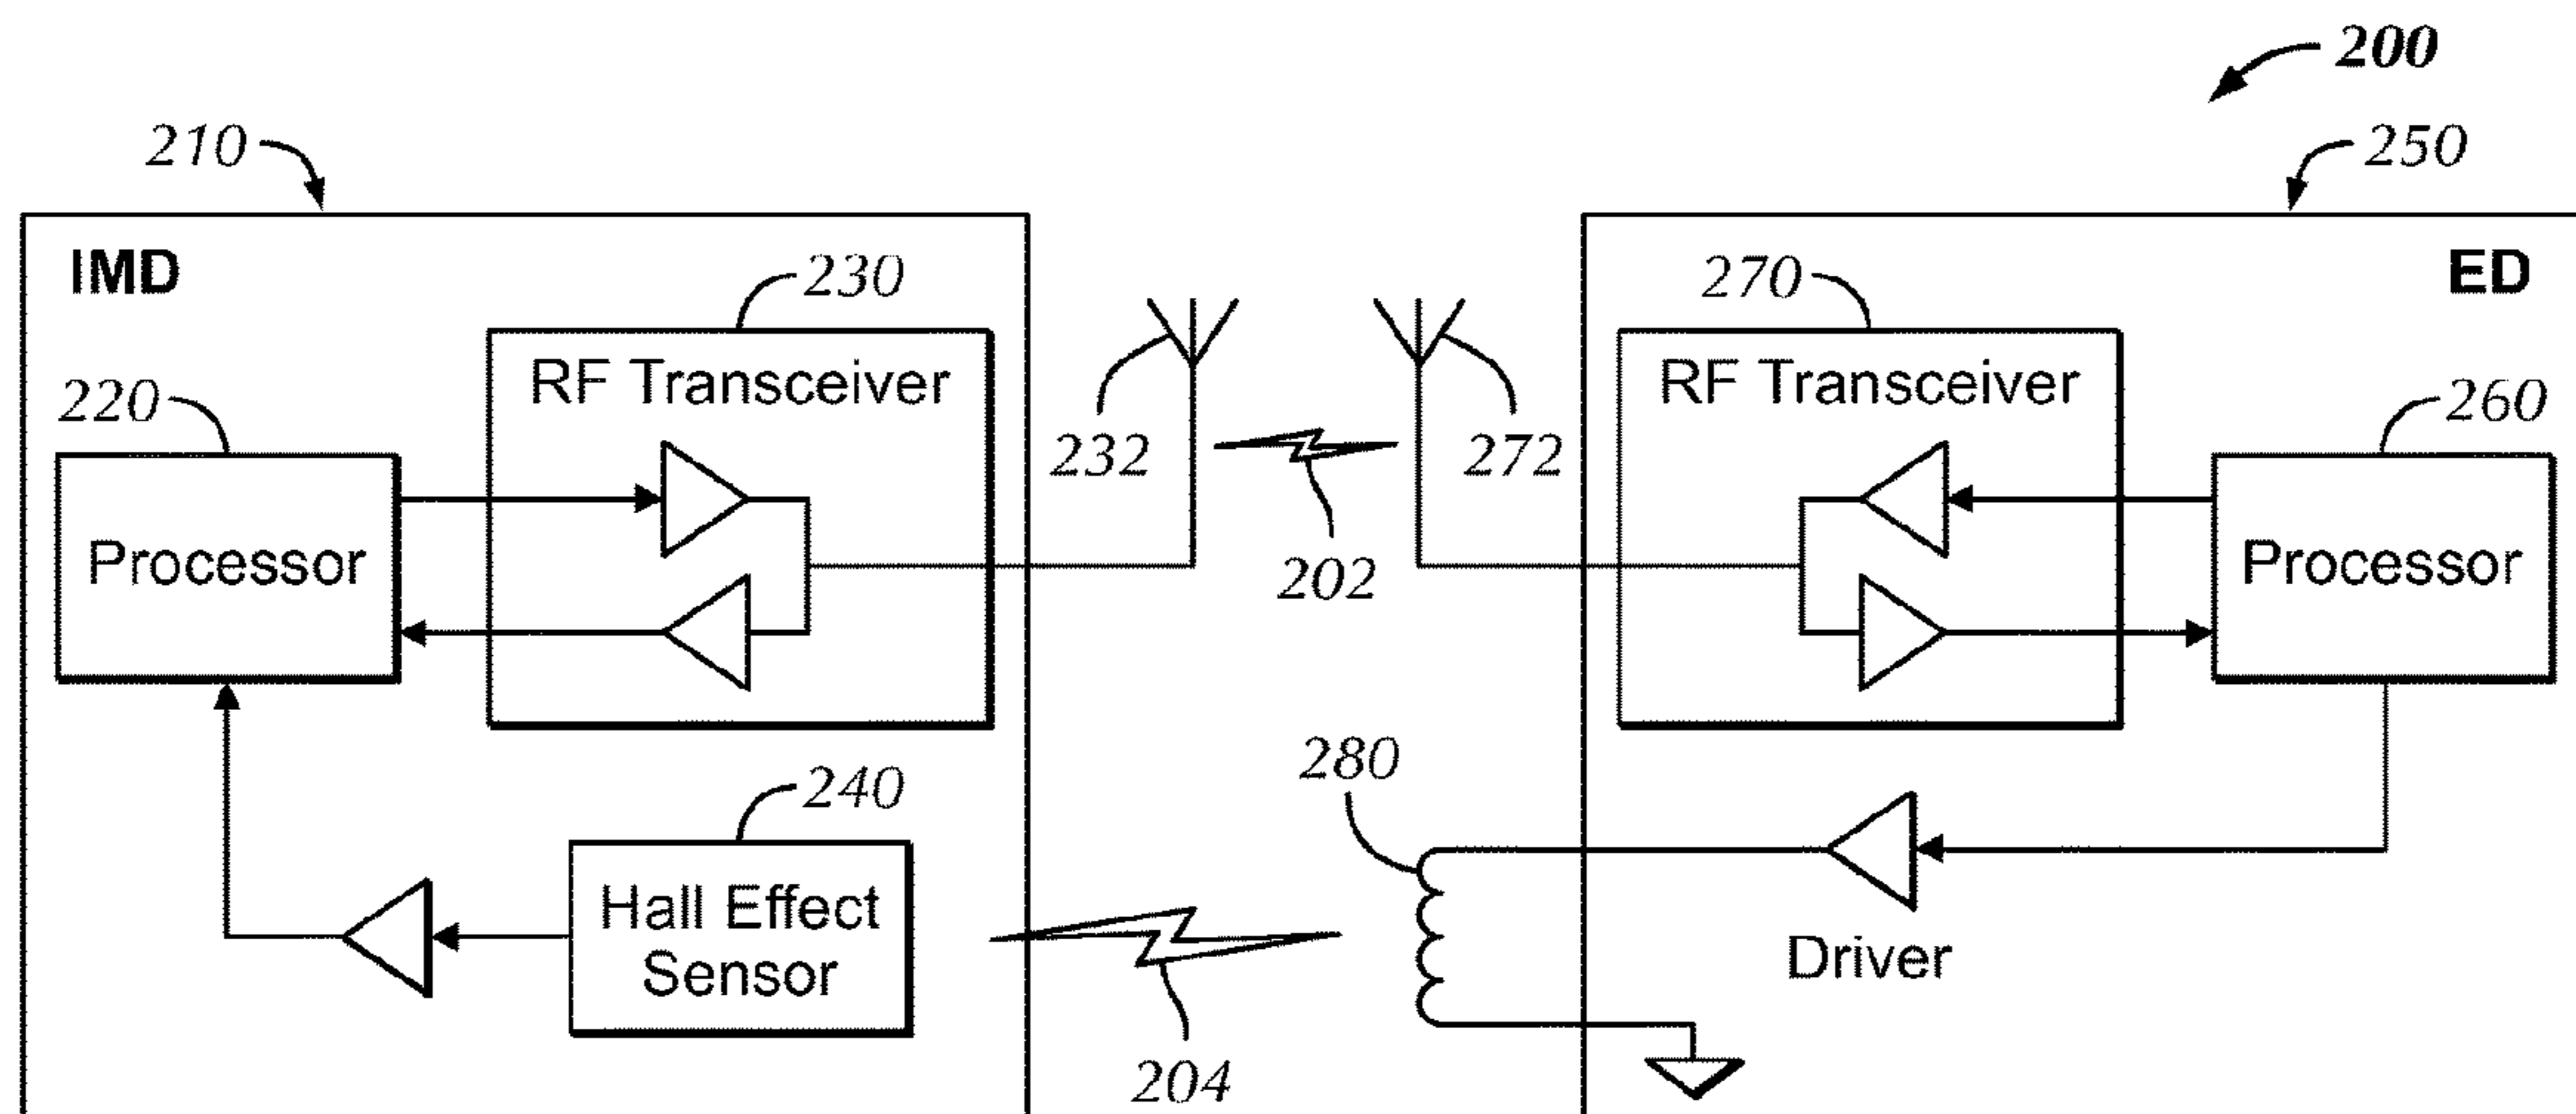 200
210
250
IMD
ED
230
270
RF Transceiver
RF Transceiver
220
260
232
272
Processor
202
Processor
280
240
Hall Effect
Sensor
Driver
204